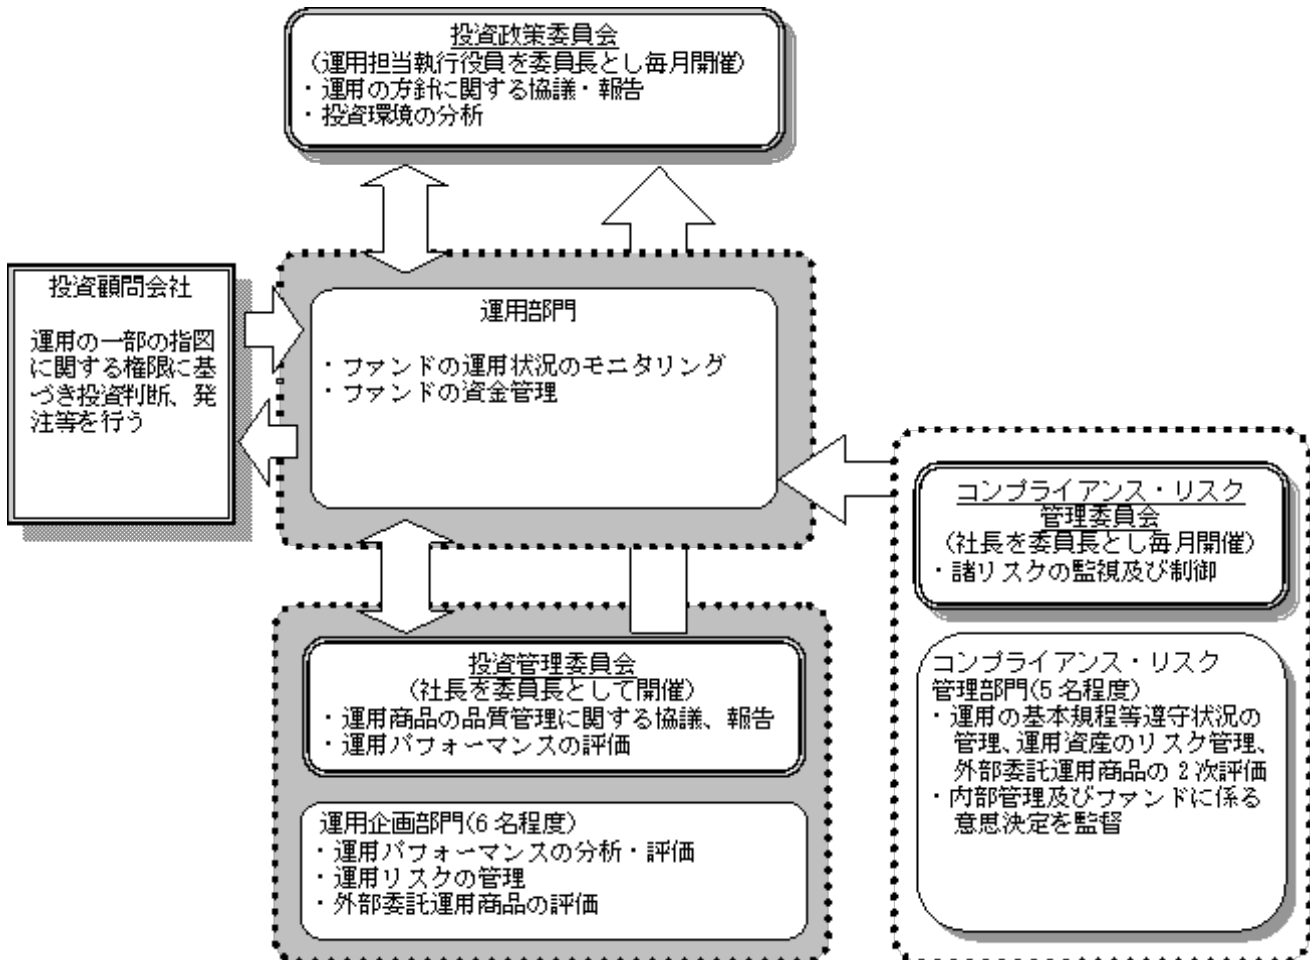 投資政策委員会
(運用担当執行役員を委員長とし毎月開催)
・運用の方針に関する協議・報告
・投資環境の分析
投資顧問会社
運用の一部の指図
に関する権限に基
づき投資判断、発
注等を行う
運用部門
・ファンドの運用状況のモニタリング
・ファンドの資金管理
コンプライアンス・リスク
管理委員会
(社長を委員長とし毎月開催)
・諸リスクの監視及び制御
投資管理委員会
(社長を委員長として開催)
・運用商品の品質管理に関する協議、報告
・運用パフォーマンスの評価
運用企画部門(6名程度)
・運用パフォーマンスの分析・評価
・運用リスクの管理
・外部委託運用商品の評価
コンプライアンス・リスク
管理部門(5名程度)
・運用の基本規程等遵守状況の
管理、運用資産のリスク管理、
外部委託運用商品の2次評価
・内部管理及びファンドに係る
意思決定を監督